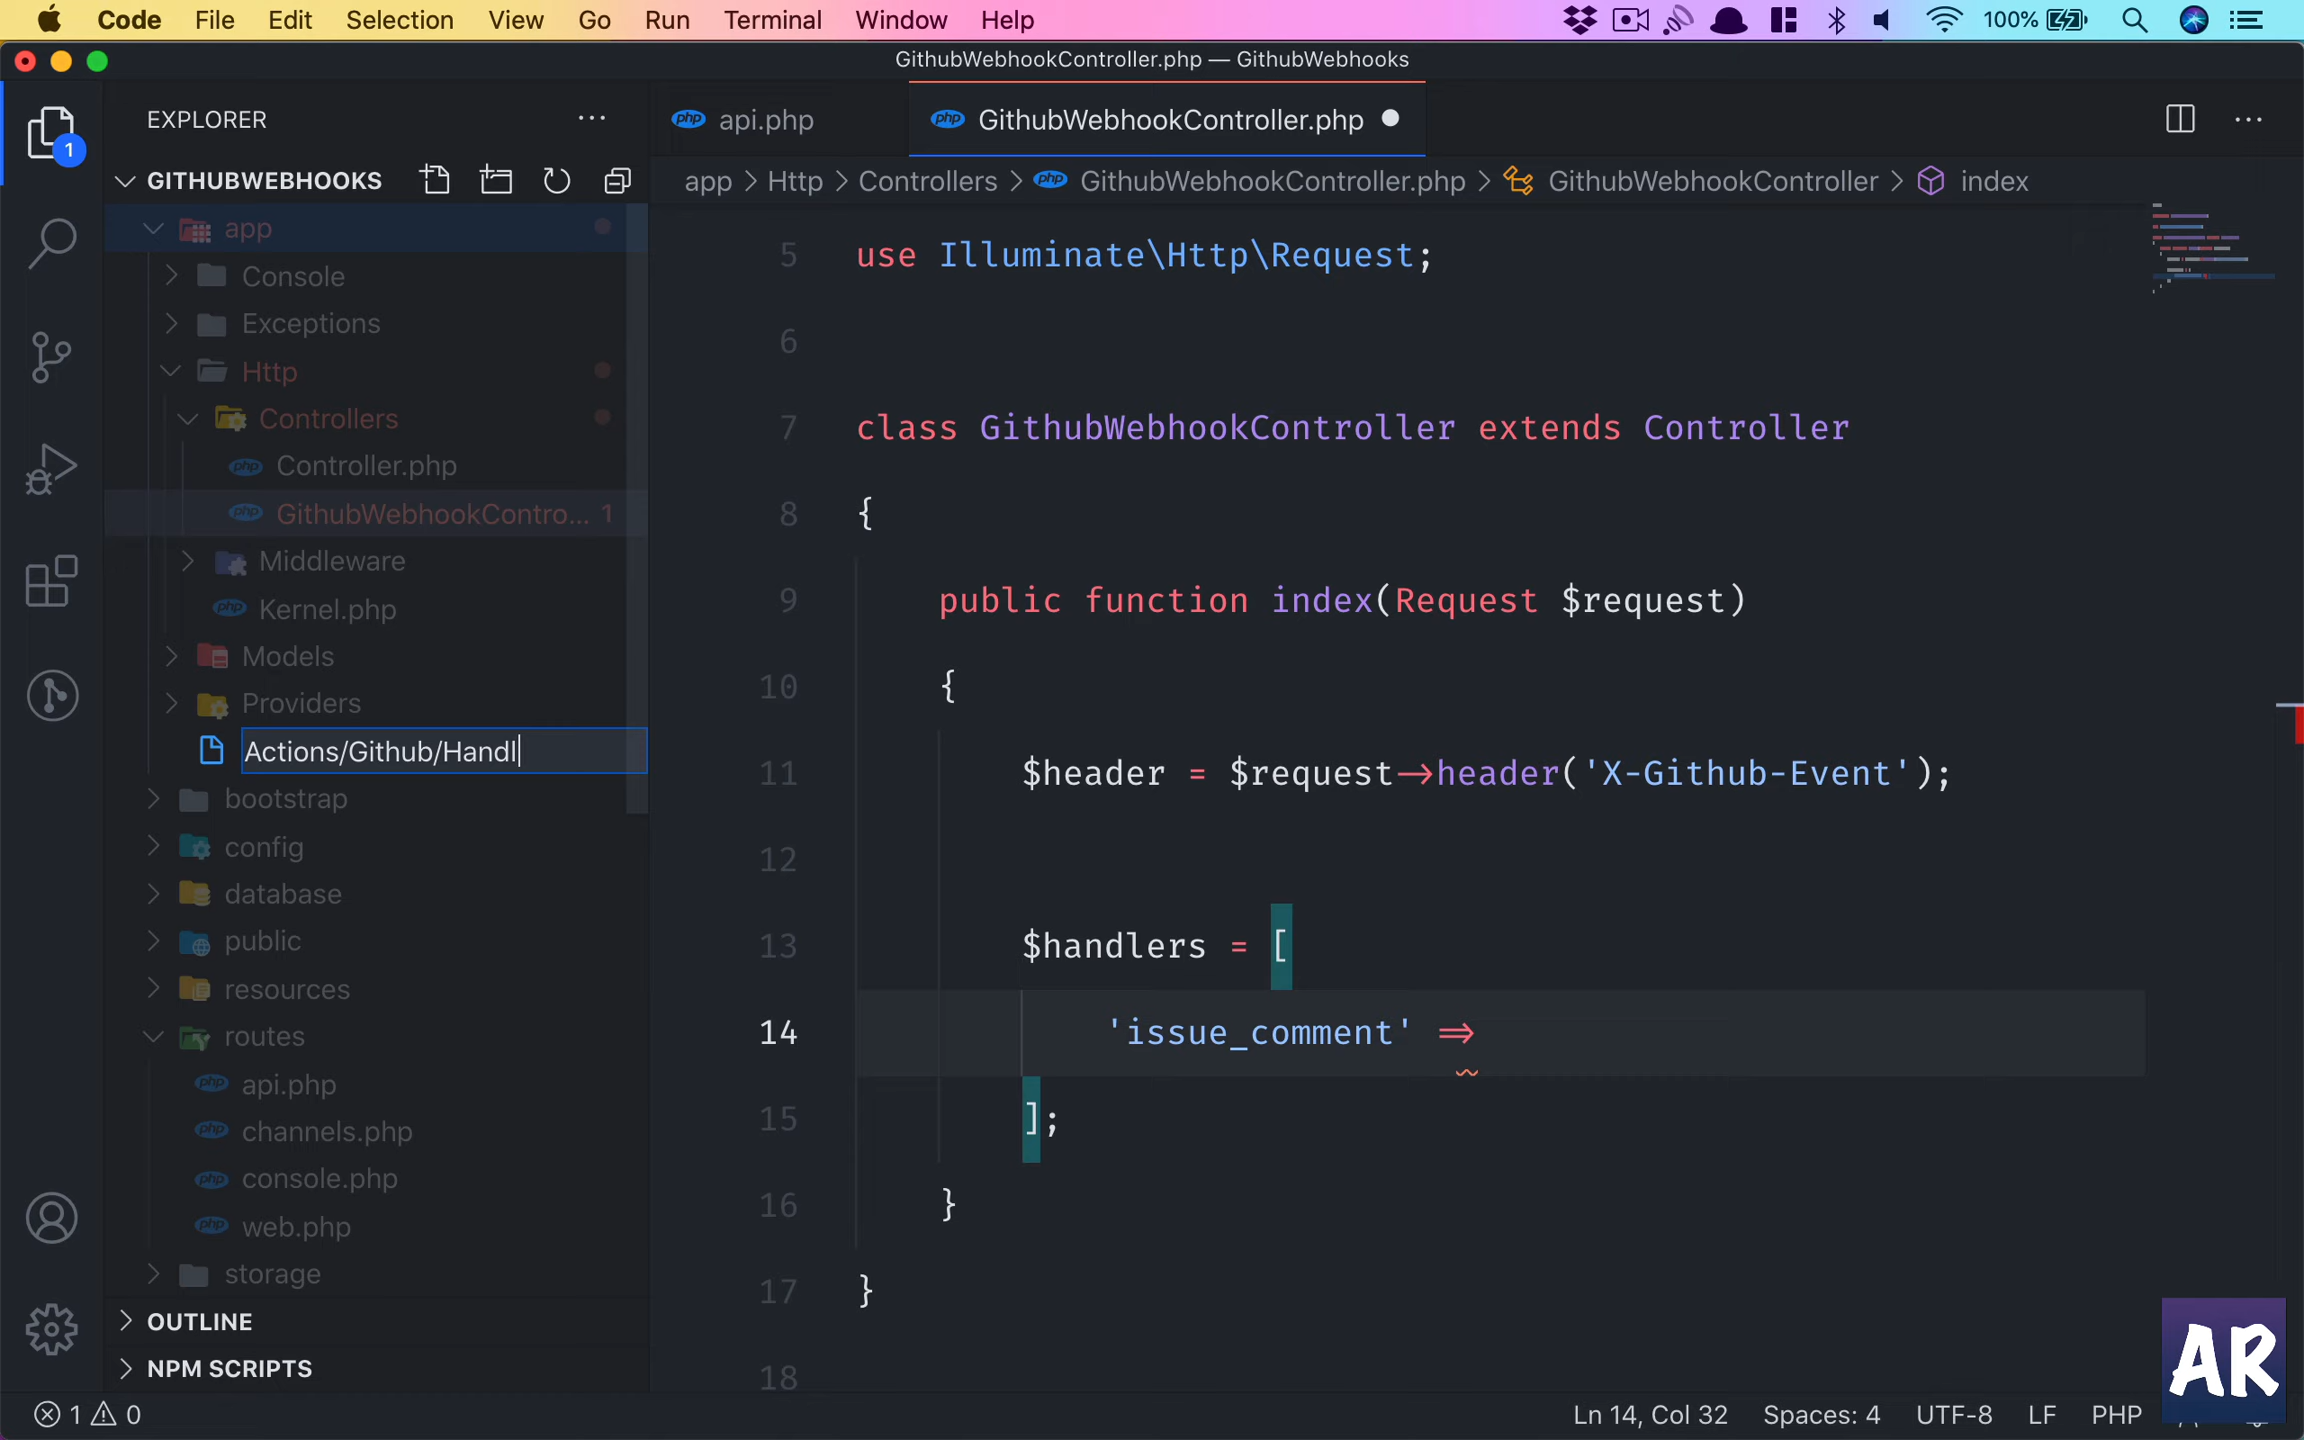 Code File Edit Selection View Go Run Terminal Window Help 100%
GithubWebhookController.php — GithubWebhooks
EXPLORER
1
GITHUBWEBHOOKS
app
Console
Exceptions
Http
Controllers
Controller.php
GithubWebhookContro... 1
Middleware
Kernel.php
Models
Providers
Actions/Github/Handl
bootstrap
config
database
public
resources
routes
api.php
channels.php
console.php
web.php
storage
OUTLINE
NPM SCRIPTS
api.php GithubWebhookController.php
app > Http > Controllers > GithubWebhookController.php > GithubWebhookController > index
5 use Illuminate\Http\Request;
6
7 class GithubWebhookController extends Controller
8 {
9 public function index(Request $request)
10 {
11 $header = $request->header('X-Github-Event');
12
13 $handlers = [
14 'issue_comment' =>
15 ];
16 }
17 }
18
1 0 Ln 14, Col 32 Spaces: 4 UTF-8 LF PHP
AR